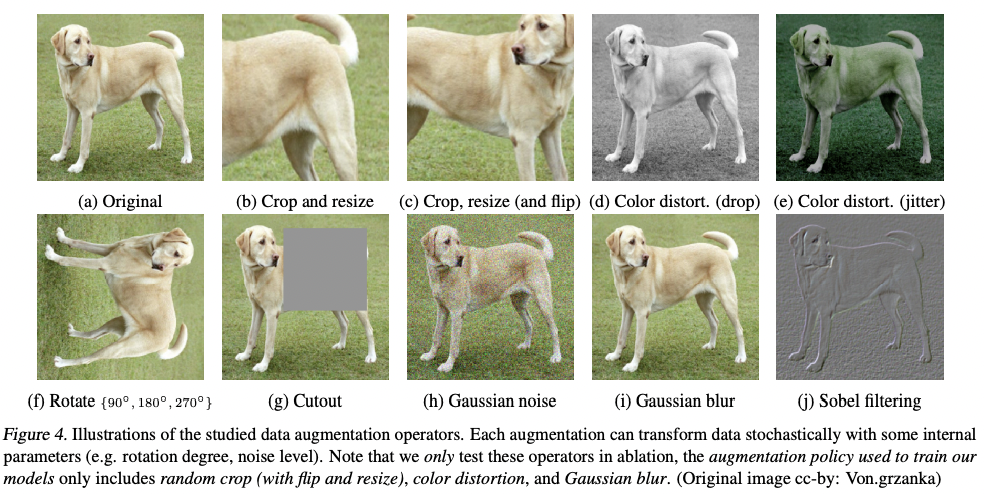 (a) Original
(b) Crop and resize
(c) Crop, resize (and flip)
(d) Color distort. (drop)
(e) Color distort. (jitter)
(f) Rotate {90°, 180°, 270°}
(g) Cutout
(h) Gaussian noise
(i) Gaussian blur
(j) Sobel filtering
Figure 4. Illustrations of the studied data augmentation operators. Each augmentation can transform data stochastically with some internal
parameters (e.g. rotation degree, noise level). Note that we only test these operators in ablation, the augmentation policy used to train our
models only includes random crop (with flip and resize), color distortion, and Gaussian blur. (Original image cc-by: Von.grzanka)